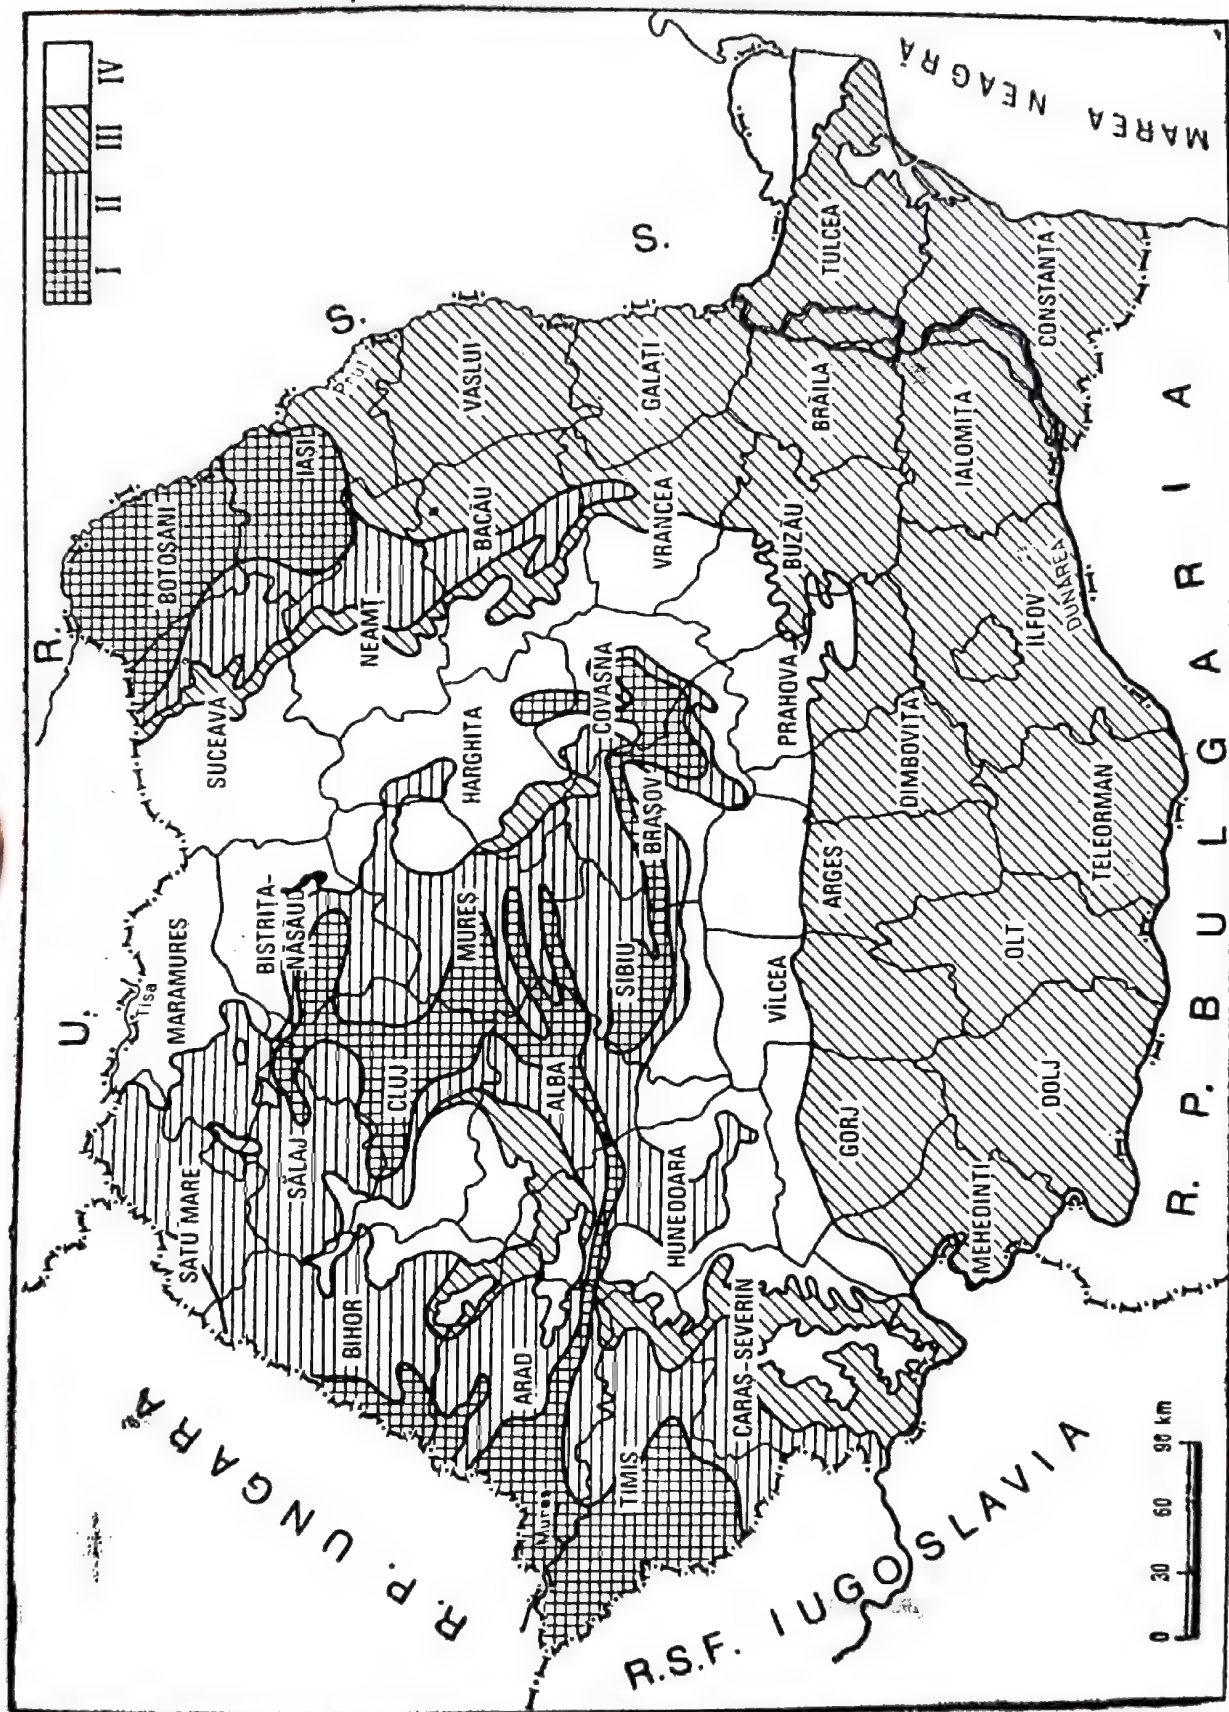 I II III IV
U. R. S. S.
R.P. UNGARĂ
R.S.F. IUGOSLAVIA
R. P. BULGARIA
MAREA NEAGRĂ
Tisa
MARAMUREȘ
SATU MARE
SUCEAVA
BOTOȘANI
BISTRIȚA-
NĂSĂUD
SĂLAJ
IAȘI
Prut
NEAMȚ
BIHOR
CLUJ
MUREȘ
HARGHITA
BACĂU
VASLUI
ARAD
ALBA
Mureș
TIMIȘ
HUNEDOARA
SIBIU
BRAȘOV
COVASNA
VRANCEA
GALAȚI
CARAȘ-SEVERIN
VÎLCEA
ARGEȘ
PRAHOVA
BUZĂU
BRĂILA
TULCEA
GORJ
DIMBOVIȚA
MEHEDINȚI
DOLJ
OLT
TELEORMAN
ILFOV
IALOMIȚA
CONSTANȚA
DUNĂREA
0 30 60 90 km